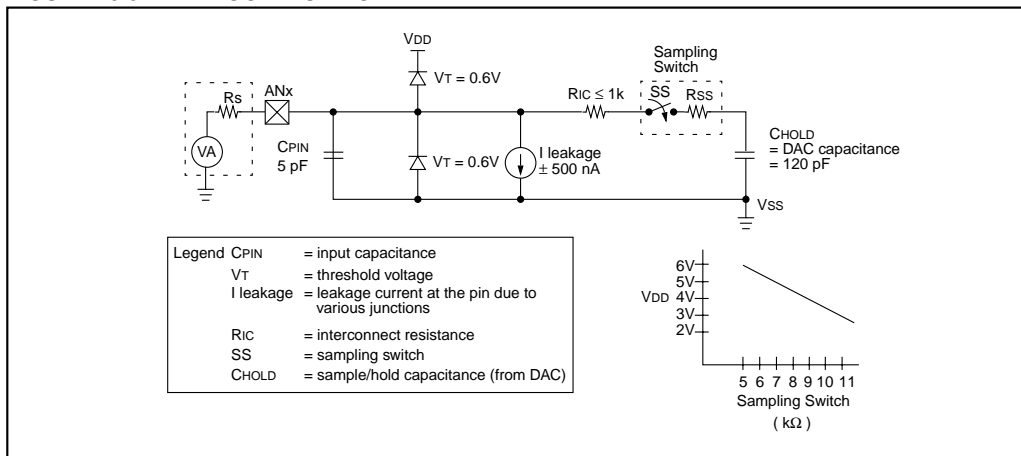 VDD
Sampling
Switch
VT = 0.6V
ANx
Rs
RIC ≤ 1k
SS
RSS
CHOLD
= DAC capacitance
= 120 pF
VA
CPIN
5 pF
VT = 0.6V
I leakage
± 500 nA
VSS
Legend CPIN = input capacitance
VT = threshold voltage
I leakage = leakage current at the pin due to
various junctions
RIC = interconnect resistance
SS = sampling switch
CHOLD = sample/hold capacitance (from DAC)
6V
5V
VDD 4V
3V
2V
5 6 7 8 9 10 11
Sampling Switch
( kΩ )